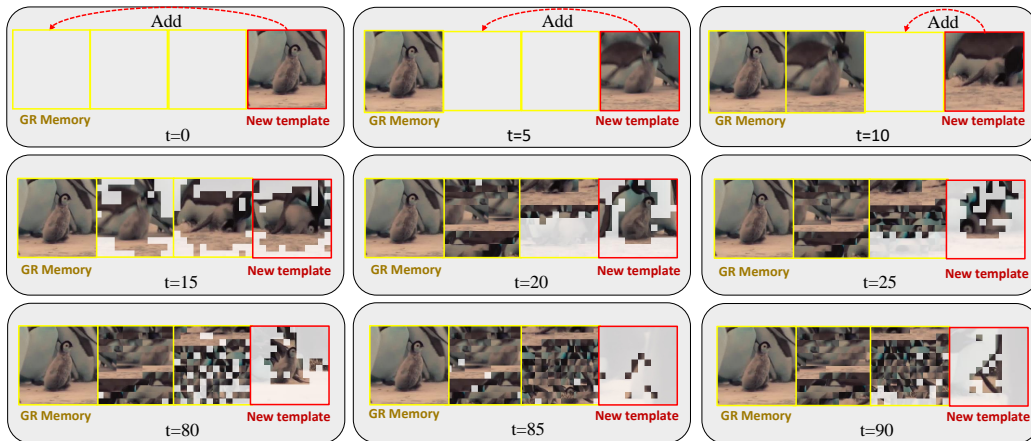 Add
GR Memory
New template
t=0
Add
GR Memory
New template
t=5
Add
GR Memory
New template
t=10
GR Memory
New template
t=15
GR Memory
New template
t=20
GR Memory
New template
t=25
GR Memory
New template
t=80
GR Memory
New template
t=85
GR Memory
New template
t=90